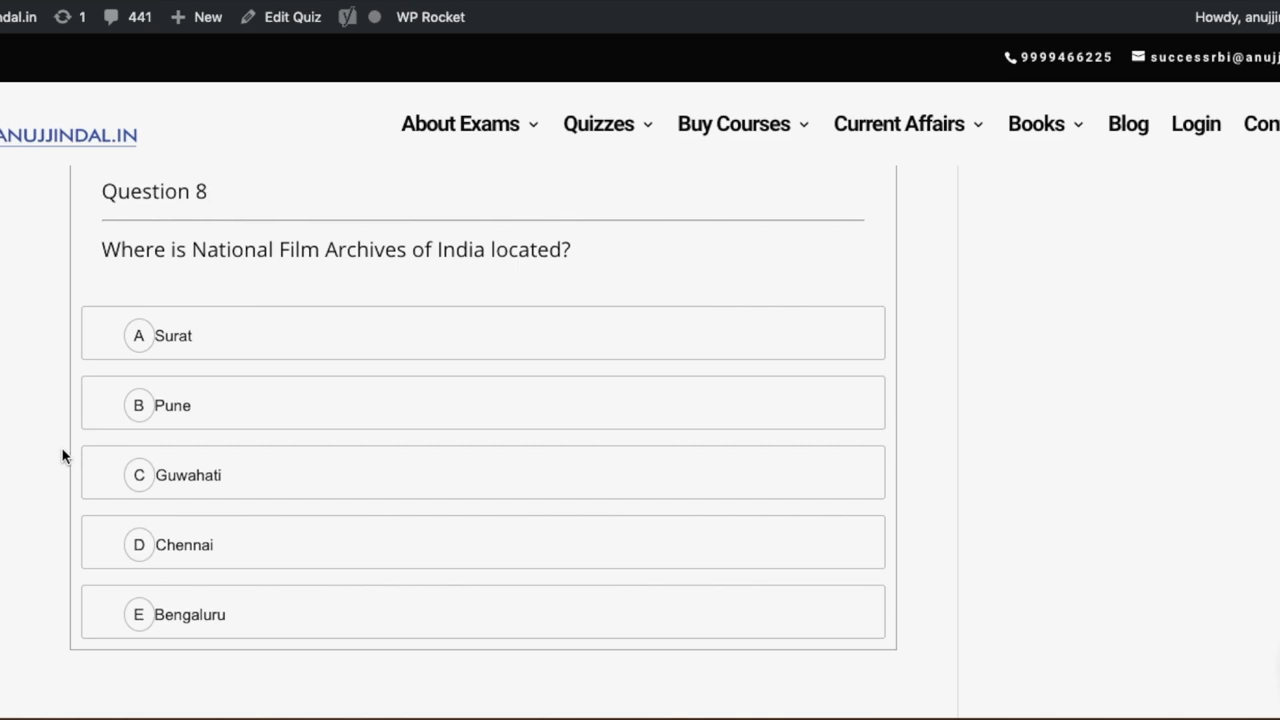 ndal.in 1 441 New Edit Quiz WP Rocket Howdy, anujji
9999466225 successrbi@anujj
ANUJJINDAL.IN About Exams Quizzes Buy Courses Current Affairs Books Blog Login Con
Question 8
Where is National Film Archives of India located?
A Surat
B Pune
C Guwahati
D Chennai
E Bengaluru